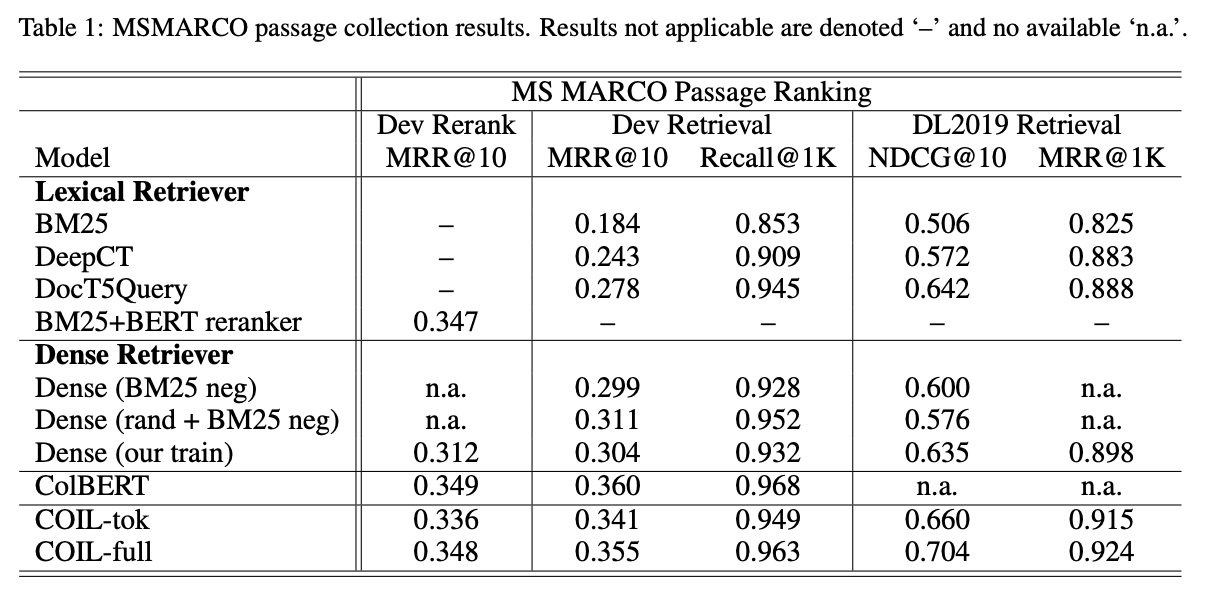 Table 1: MSMARCO passage collection results. Results not applicable are denoted ‘–’ and no available ‘n.a.’.
MS MARCO Passage Ranking
Dev Rerank Dev Retrieval DL2019 Retrieval
Model MRR@10 MRR@10 Recall@1K NDCG@10 MRR@1K
Lexical Retriever
BM25 – 0.184 0.853 0.506 0.825
DeepCT – 0.243 0.909 0.572 0.883
DocT5Query – 0.278 0.945 0.642 0.888
BM25+BERT reranker 0.347 – – – –
Dense Retriever
Dense (BM25 neg) n.a. 0.299 0.928 0.600 n.a.
Dense (rand + BM25 neg) n.a. 0.311 0.952 0.576 n.a.
Dense (our train) 0.312 0.304 0.932 0.635 0.898
ColBERT 0.349 0.360 0.968 n.a. n.a.
COIL-tok 0.336 0.341 0.949 0.660 0.915
COIL-full 0.348 0.355 0.963 0.704 0.924